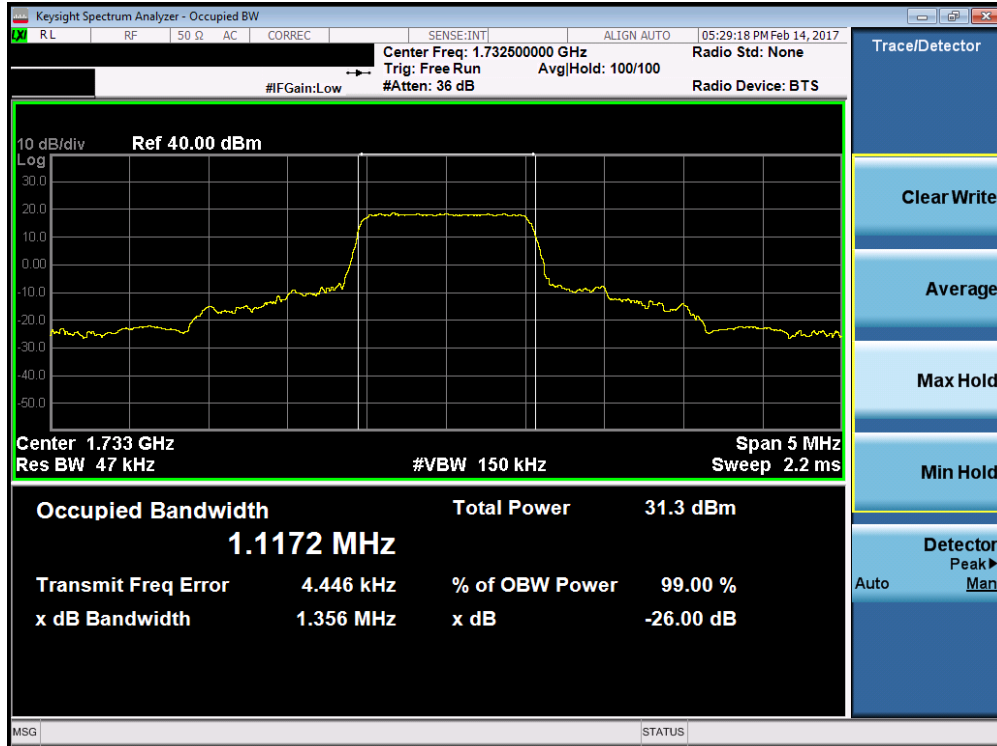 Keysight Spectrum Analyzer - Occupied BW
LXI RL RF 50 Ω AC CORREC SENSE:INT ALIGN AUTO 05:29:18 PM Feb 14, 2017
Center Freq: 1.732500000 GHz Radio Std: None
Trig: Free Run Avg|Hold: 100/100
#IFGain:Low #Atten: 36 dB Radio Device: BTS
10 dB/div Ref 40.00 dBm
Log
30.0
20.0
10.0
0.00
-10.0
-20.0
-30.0
-40.0
-50.0
Center 1.733 GHz Span 5 MHz
Res BW 47 kHz #VBW 150 kHz Sweep 2.2 ms
Occupied Bandwidth Total Power 31.3 dBm
1.1172 MHz
Transmit Freq Error 4.446 kHz % of OBW Power 99.00 %
x dB Bandwidth 1.356 MHz x dB -26.00 dB
MSG STATUS
Trace/Detector
Clear Write
Average
Max Hold
Min Hold
Detector
Peak▶
Auto Man